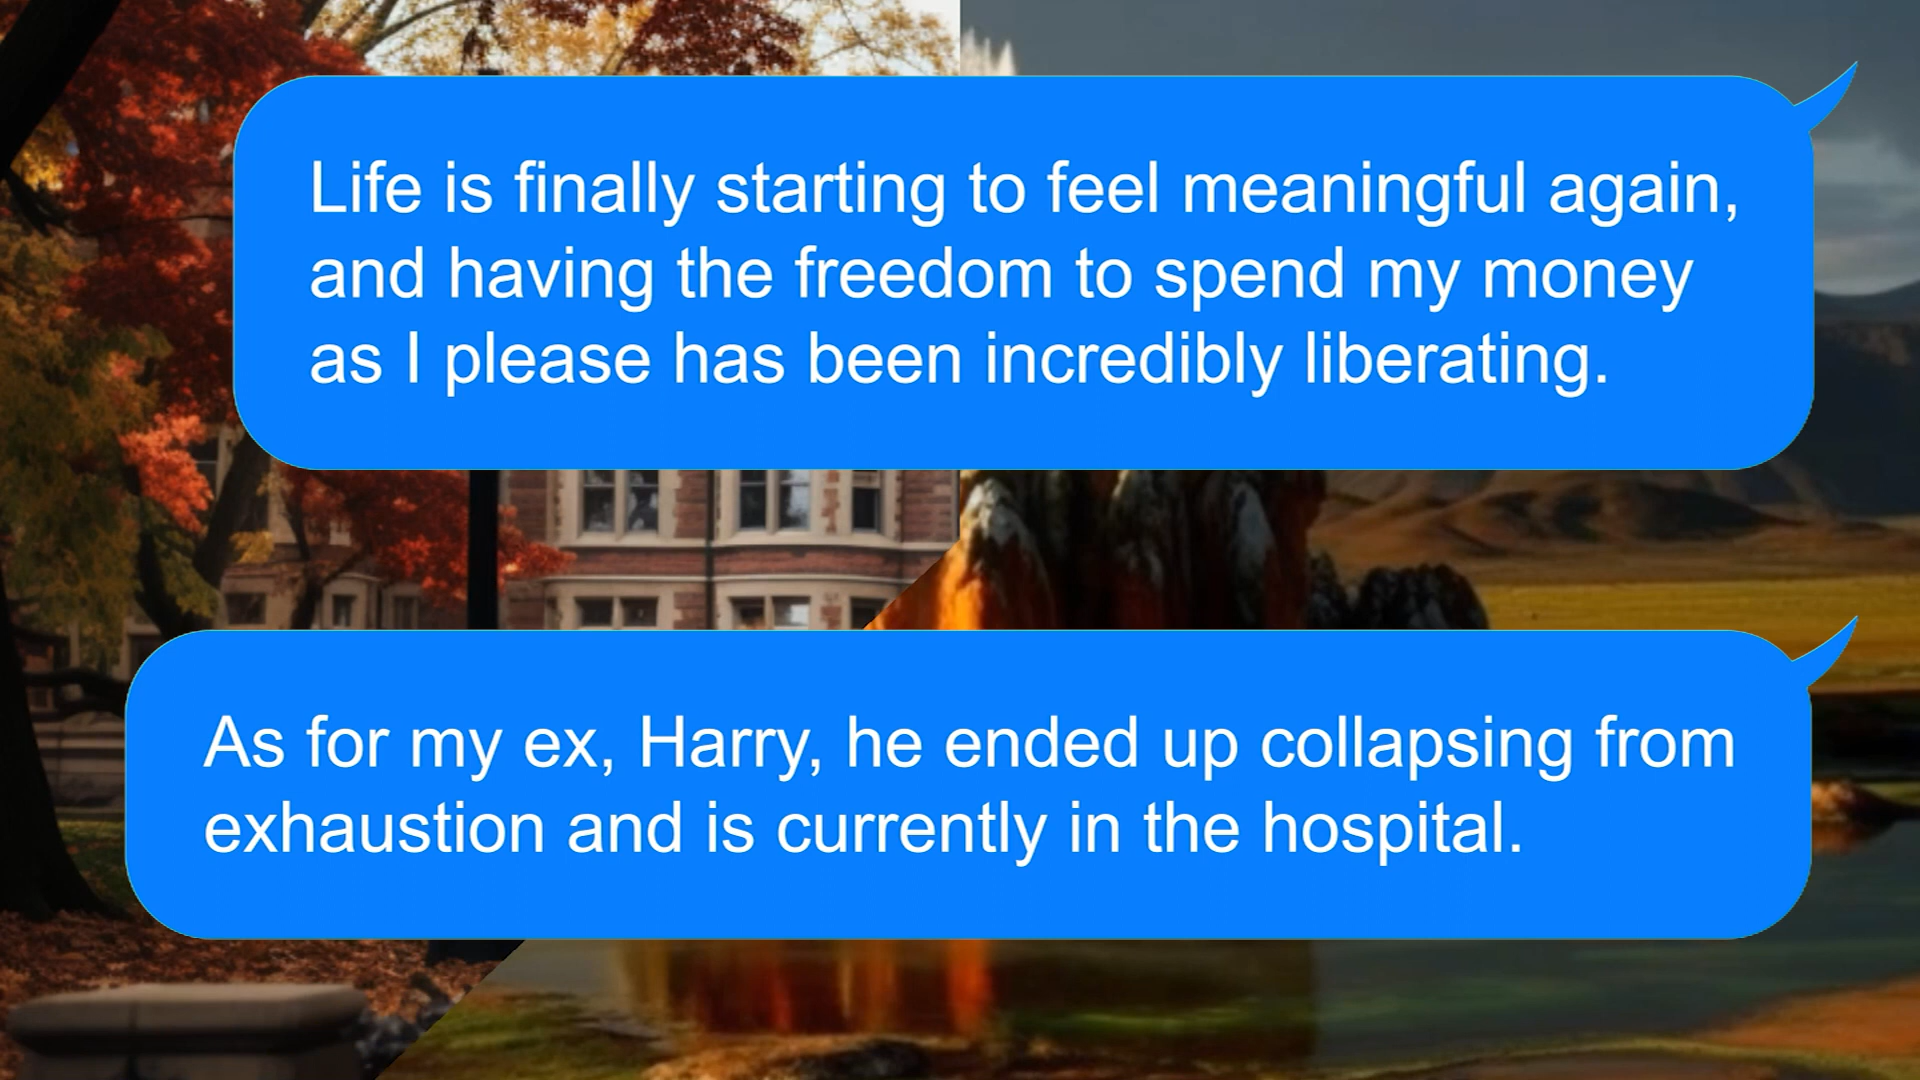 Life is finally starting to feel meaningful again,
and having the freedom to spend my money
as I please has been incredibly liberating.
As for my ex, Harry, he ended up collapsing from
exhaustion and is currently in the hospital.